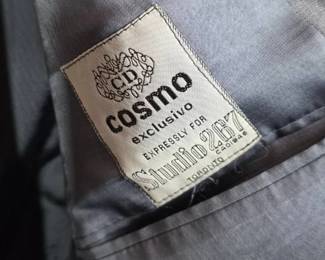 CD
cosmo
exclusivo
EXPRESSLY FOR
Studio 267
TORONTO